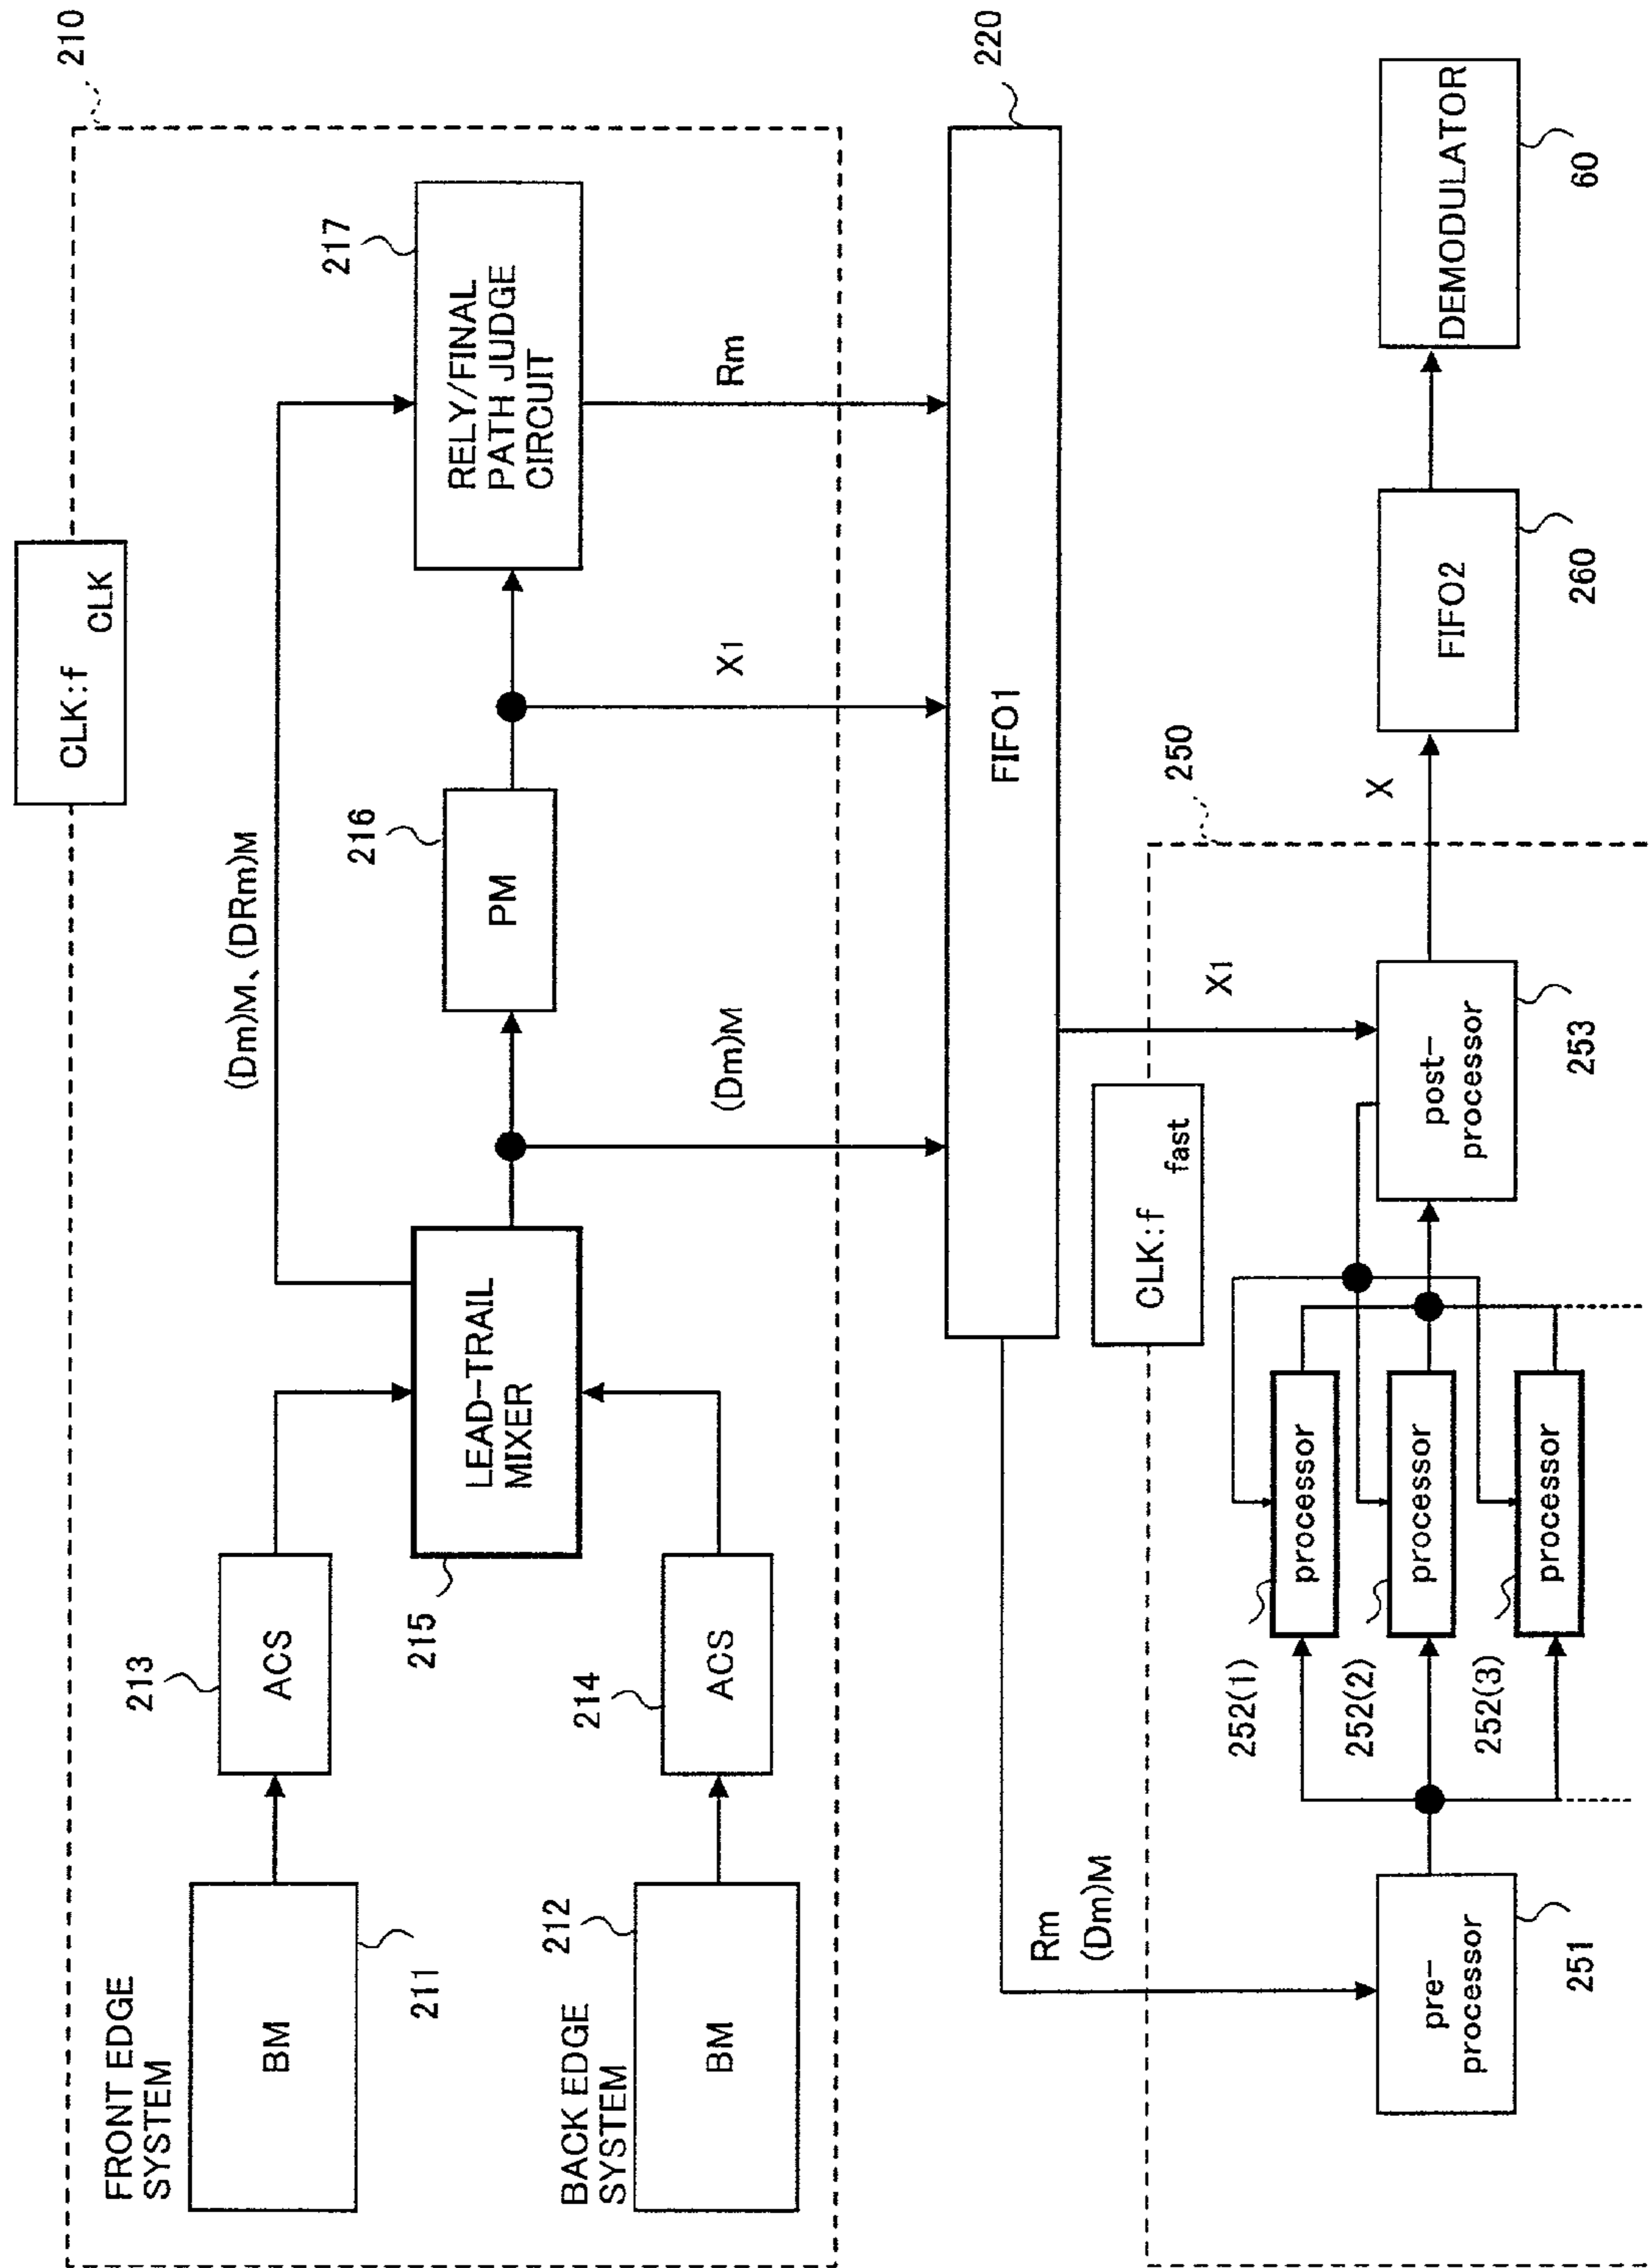 210
CLK:f CLK
FRONT EDGE
SYSTEM
BM
211
213
ACS
BACK EDGE
SYSTEM
212
BM
214
ACS
215
LEAD-TRAIL
MIXER
(Dm)M、(DRm)M
(Dm)M
216
PM
X1
217
RELY/FINAL
PATH JUDGE
CIRCUIT
Rm
220
FIFO1
Rm
(Dm)M
CLK:f fast
X1
250
pre-
processor
251
252(1)
processor
252(2)
processor
252(3)
processor
post-
processor
253
X
FIFO2
260
DEMODULATOR
60